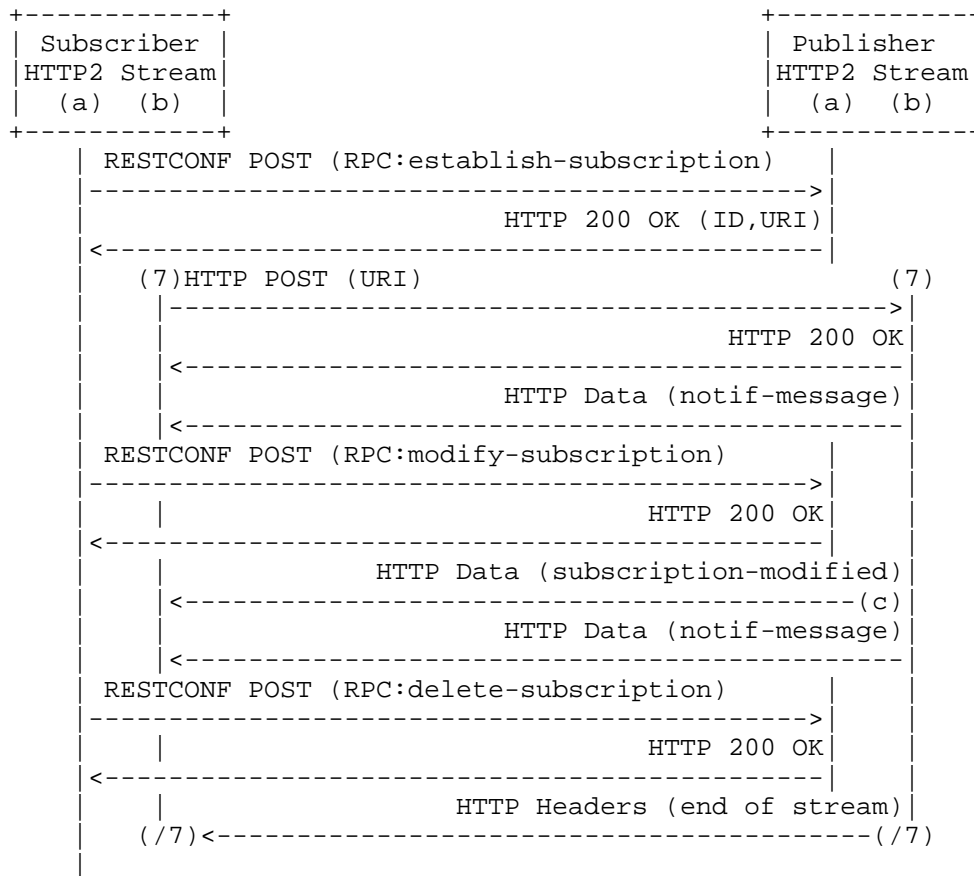 Subscriber Publisher
HTTP2 Stream HTTP2 Stream
(a) (b) (a) (b)
RESTCONF POST (RPC:establish-subscription)
HTTP 200 OK (ID,URI)
(7)HTTP POST (URI) (7)
HTTP 200 OK
HTTP Data (notif-message)
RESTCONF POST (RPC:modify-subscription)
HTTP 200 OK
HTTP Data (subscription-modified)
(c)
HTTP Data (notif-message)
RESTCONF POST (RPC:delete-subscription)
HTTP 200 OK
HTTP Headers (end of stream)
(/7) (/7)